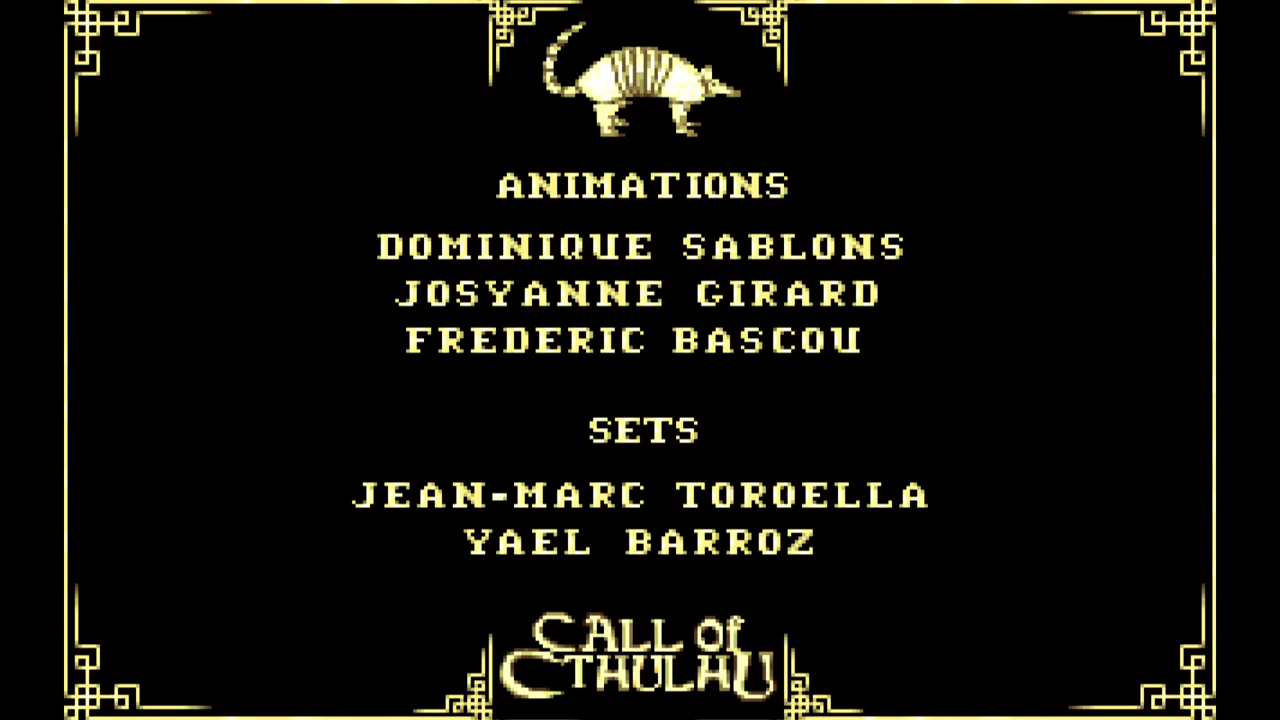 ANIMATIONS
DOMINIQUE SABLONS
JOSYANNE GIRARD
FREDERIC BASCOU
SETS
JEAN-MARC TOROELLA
YAEL BARROZ
CALL Of
CTHULHU